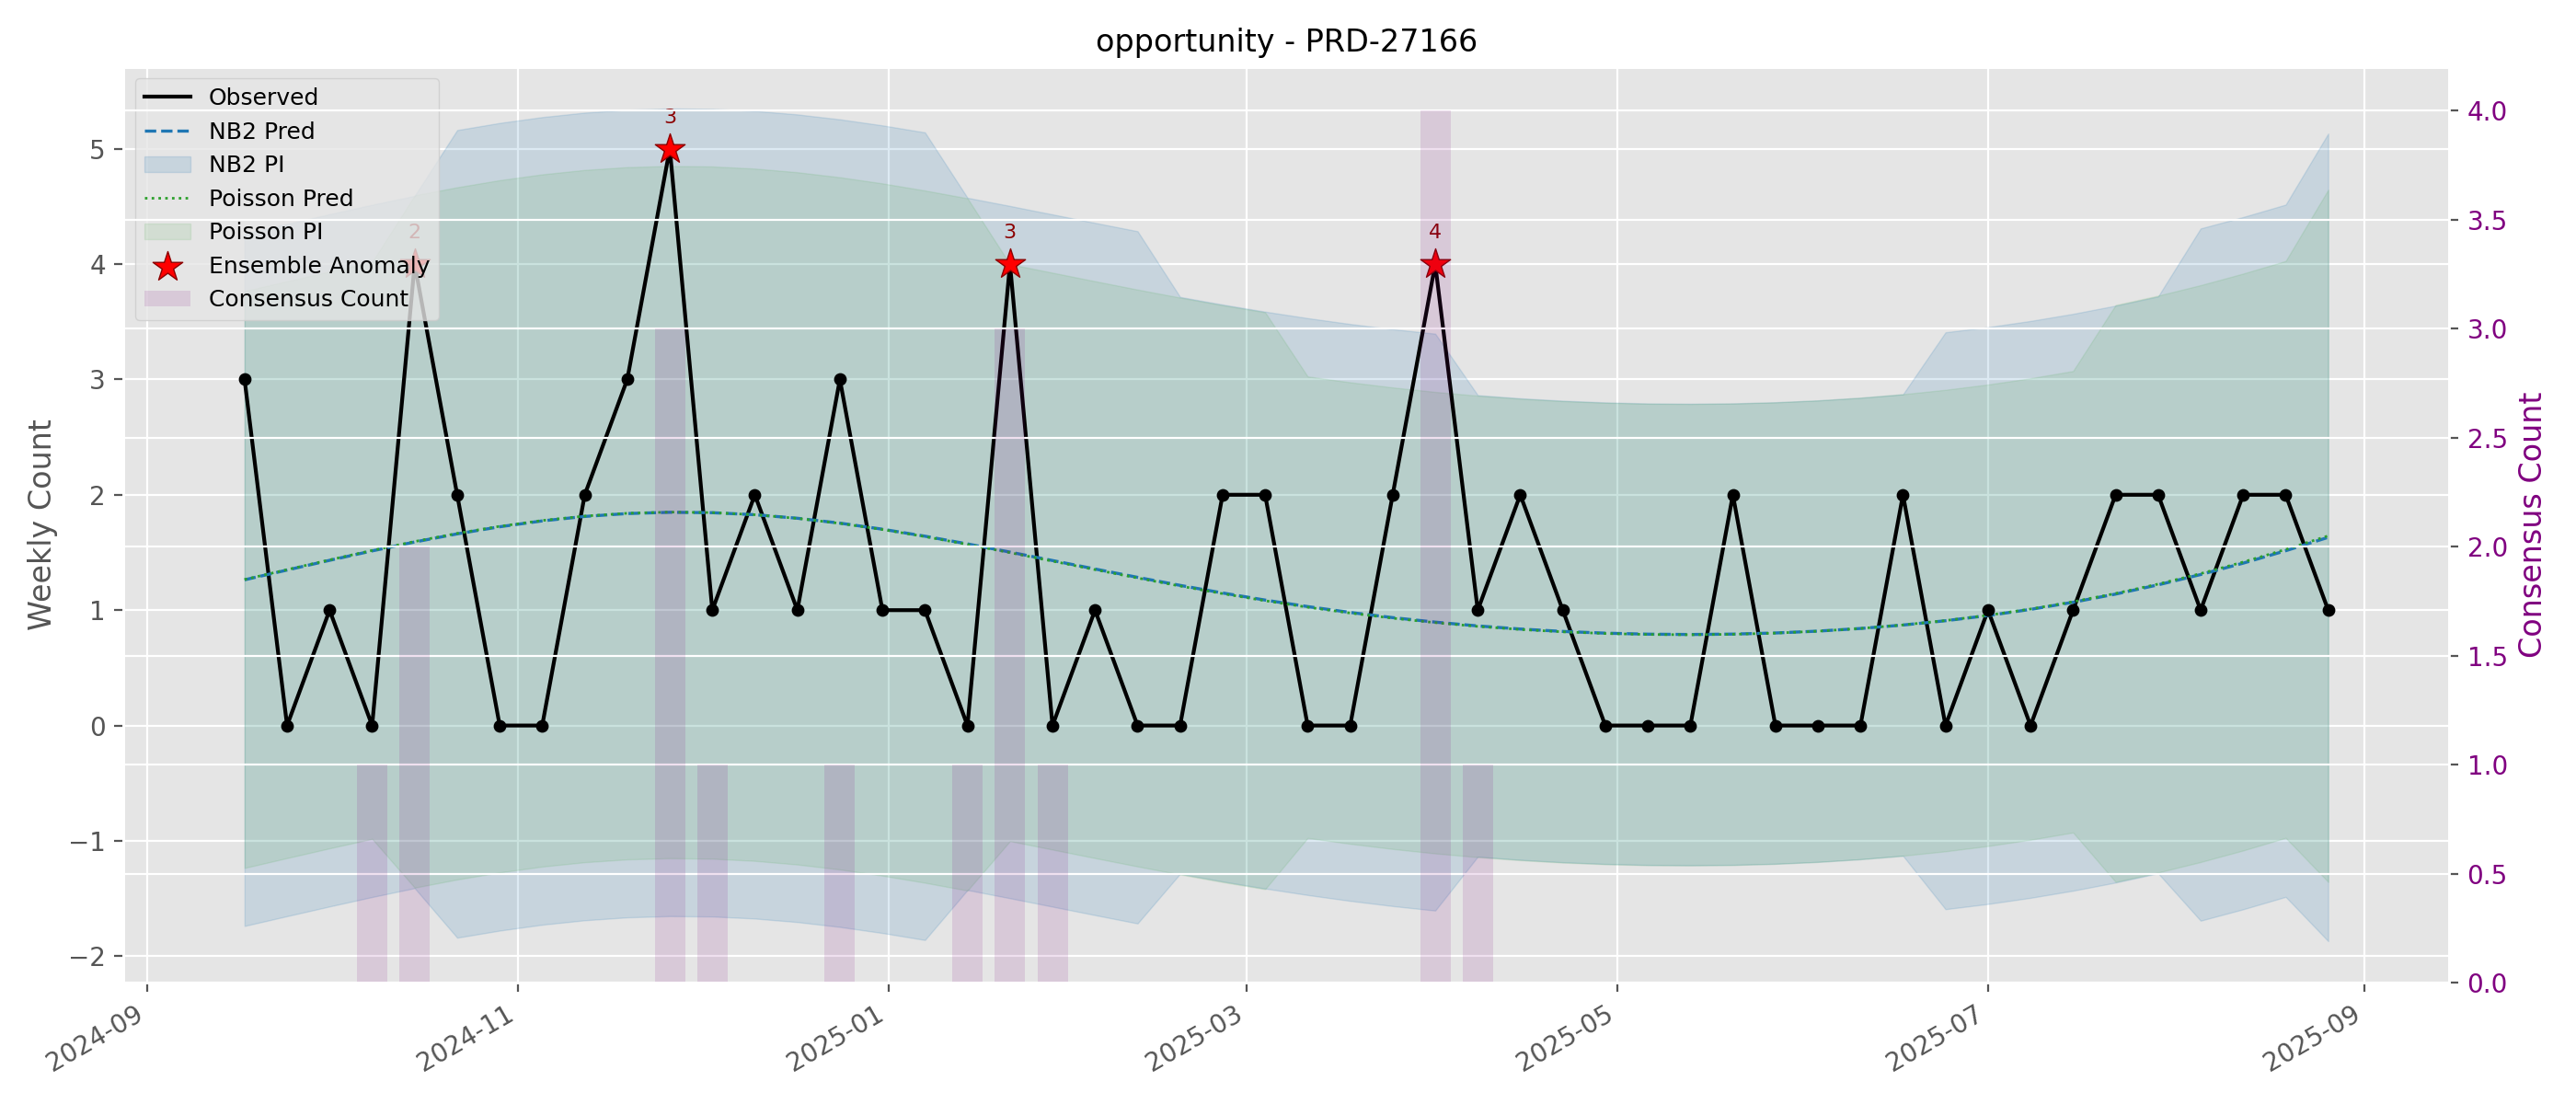 opportunity - PRD-27166
Observed
NB2 Pred
NB2 PI
Poisson Pred
Poisson PI
Ensemble Anomaly
Consensus Count
2
3
3
4
Weekly Count
5
4
3
2
1
0
−1
−2
4.0
3.5
3.0
2.5
2.0
1.5
1.0
0.5
0.0
Consensus Count
2024-09
2024-11
2025-01
2025-03
2025-05
2025-07
2025-09